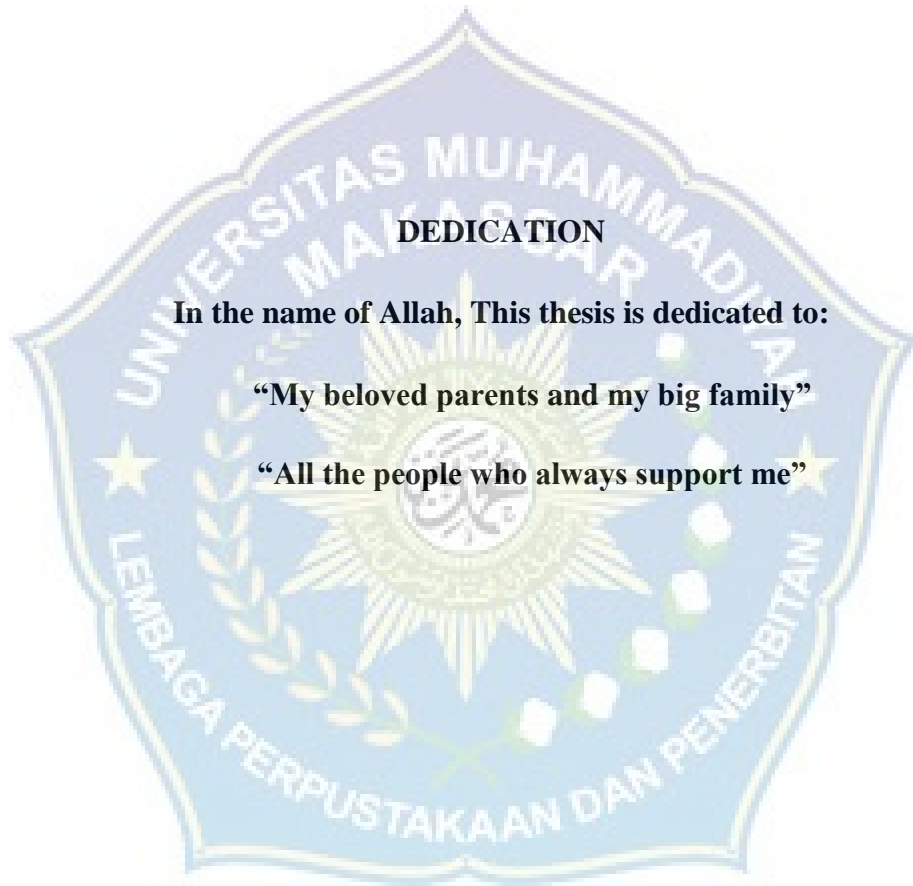 UNIVERSITAS MUHAMMADIYAH
MAKASSAR
DEDICATION
In the name of Allah, This thesis is dedicated to:
“My beloved parents and my big family”
“All the people who always support me”
LEMBAGA PERPUSTAKAAN DAN PENERBITAN